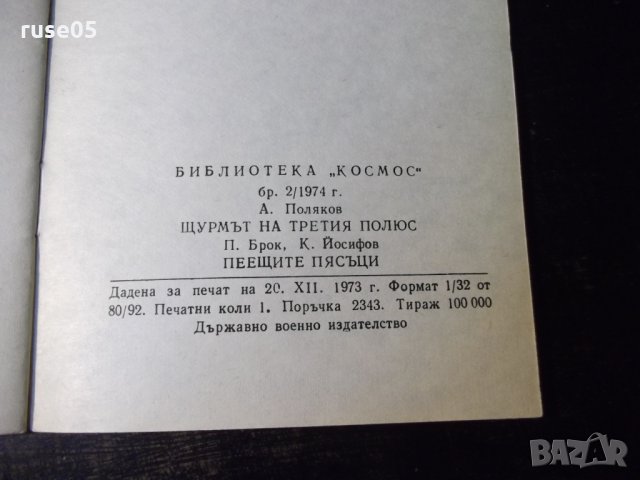 ruse05
БИБЛИОТЕКА „КОСМОС“
бр. 2/1974 г.
А. Поляков
ЩУРМЪТ НА ТРЕТИЯ ПОЛЮС
П. Брок, К. Йосифов
ПЕЕЩИТЕ ПЯСЪЦИ
Дадена за печат на 20. XII. 1973 г. Формат 1/32 от
80/92. Печатни коли 1. Поръчка 2343. Тираж 100 000
Държавно военно издателство
BAZAR